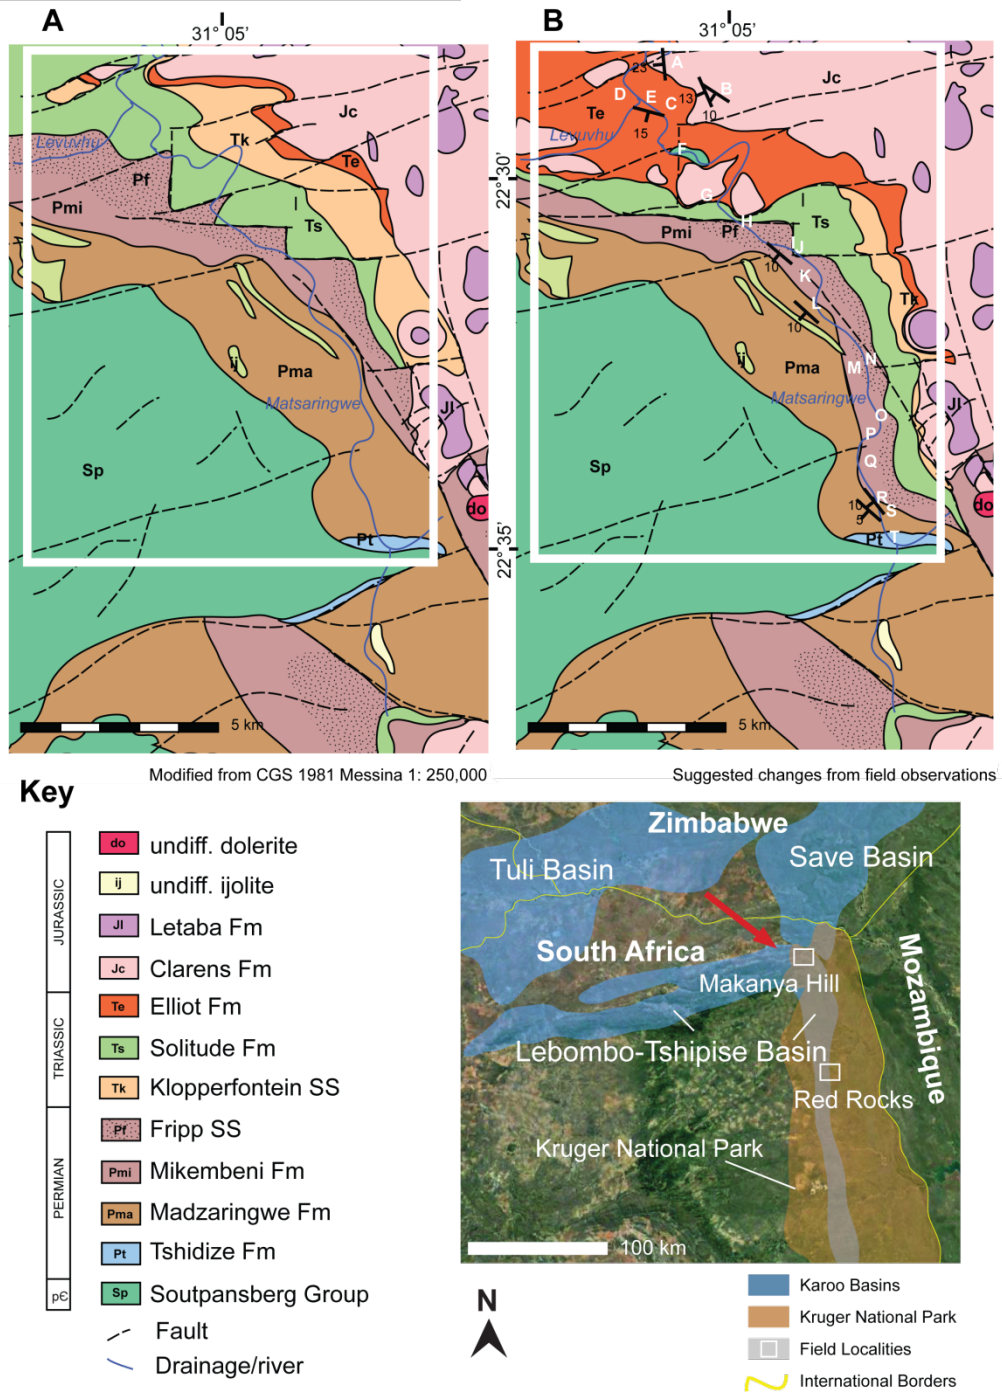 A
31° 05'
Levuvhu
Pf
Pmi
Tk
Jc
Te
Ts
ij
Pma
Matsaringwe
Jl
Sp
do
Pt
5 km
Modified from CGS 1981 Messina 1: 250,000
B
31° 05'
22° 30'
22° 35'
23
A
B
13
10
D
E
C
15
Te
Jc
Levuvhu
F
G
H
Ts
Pmi
Pf
IJ
10
K
L
10
Tk
ij
Pma
M
N
Matsaringwe
O
P
Q
Jl
Sp
R
10
S
5
do
Pt
T
5 km
Suggested changes from field observations
Key
JURASSIC
TRIASSIC
PERMIAN
pЄ
do undiff. dolerite
ij undiff. ijolite
Jl Letaba Fm
Jc Clarens Fm
Te Elliot Fm
Ts Solitude Fm
Tk Klopperfontein SS
Pf Fripp SS
Pmi Mikembeni Fm
Pma Madzaringwe Fm
Pt Tshidize Fm
Sp Soutpansberg Group
Fault
Drainage/river
Zimbabwe
Tuli Basin
Save Basin
South Africa
Mozambique
Makanya Hill
Lebombo-Tshipise Basin
Red Rocks
Kruger National Park
100 km
N
Karoo Basins
Kruger National Park
Field Localities
International Borders